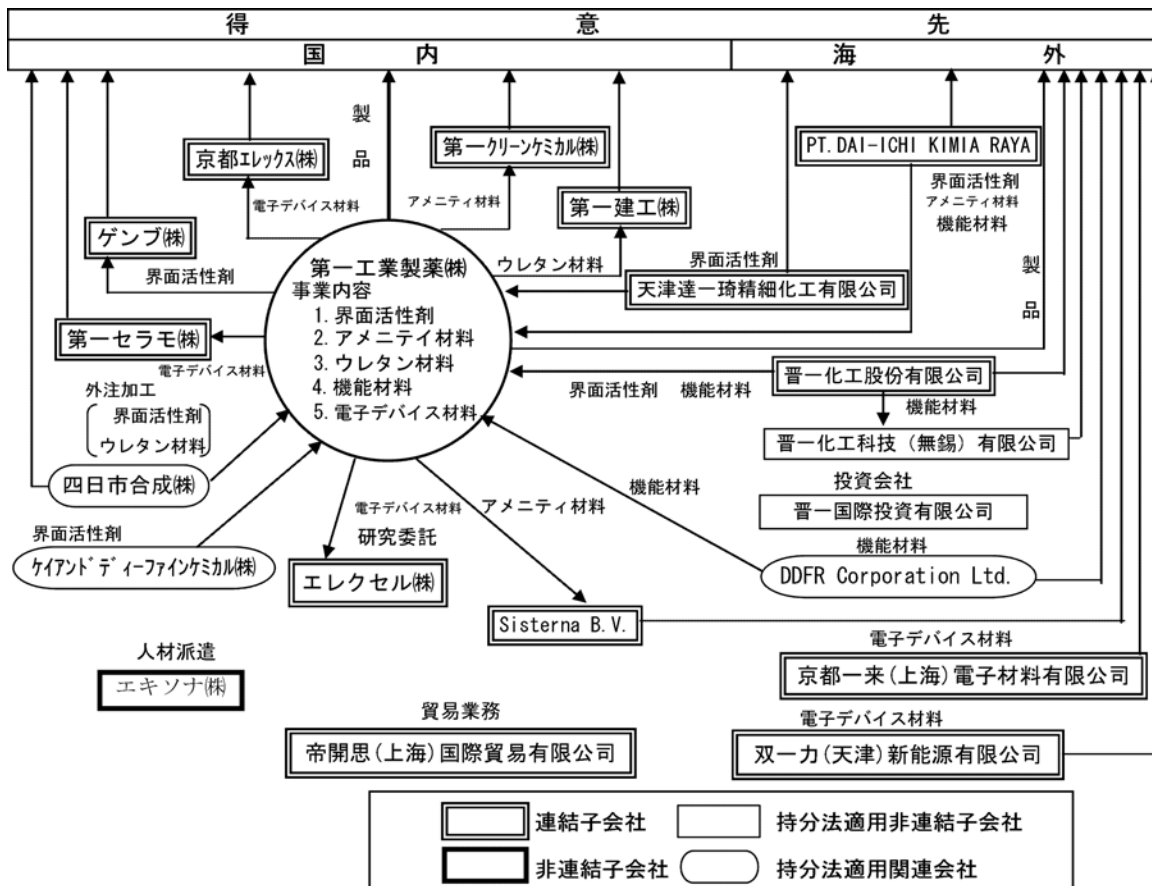 得意先
国内
海外
製品
京都エレックス㈱
第一クリーンケミカル㈱
PT.DAI-ICHI KIMIA RAYA
電子デバイス材料
アメニティ材料
第一建工㈱
界面活性剤
アメニティ材料
機能材料
ゲンブ㈱
界面活性剤
ウレタン材料
界面活性剤
天津達一琦精細化工有限公司
製品
第一工業製薬㈱
事業内容
1. 界面活性剤
2. アメニテイ材料
3. ウレタン材料
4. 機能材料
5. 電子デバイス材料
第一セラモ㈱
電子デバイス材料
晋一化工股份有限公司
界面活性剤 機能材料
機能材料
外注加工
界面活性剤
ウレタン材料
晋一化工科技（無錫）有限公司
四日市合成㈱
投資会社
晋一国際投資有限公司
機能材料
電子デバイス材料
アメニティ材料
研究委託
界面活性剤
ケイアンドディーファインケミカル㈱
エレクセル㈱
機能材料
DDFR Corporation Ltd.
Sisterna B.V.
電子デバイス材料
京都一来(上海)電子材料有限公司
人材派遣
エキソナ㈱
貿易業務
帝開思(上海)国際貿易有限公司
電子デバイス材料
双一力(天津)新能源有限公司
連結子会社
持分法適用非連結子会社
非連結子会社
持分法適用関連会社